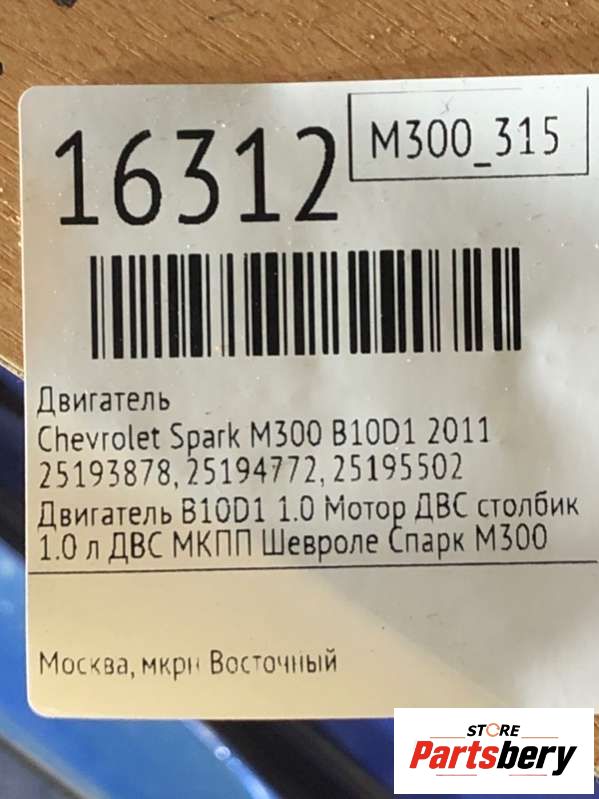 16312
M300_315
Двигатель
Chevrolet Spark M300 B10D1 2011
25193878, 25194772, 25195502
Двигатель B10D1 1.0 Мотор ДВС столбик
1.0 л ДВС МКПП Шевроле Спарк М300
Москва, мкрн Восточный
STORE
Partsbery